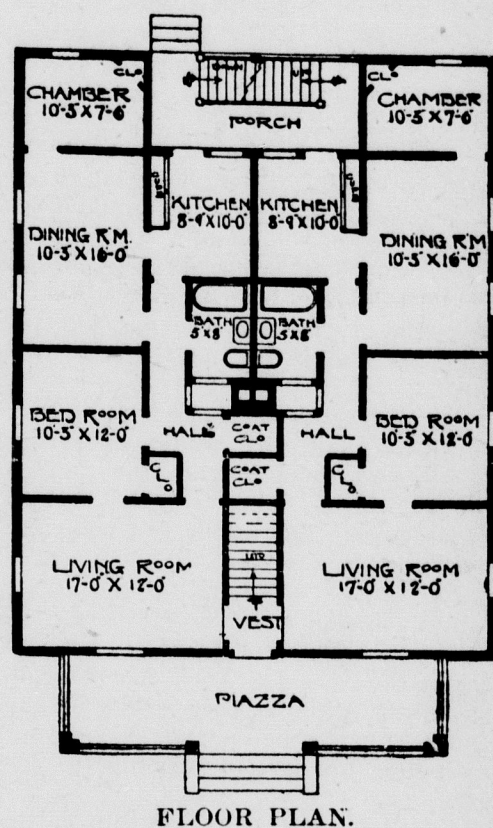 CLO
CHAMBER
10-5 X 7-6
UP
PORCH
CLO
CHAMBER
10-5 X 7-6
KITCHEN
8-9 X 10-0
KITCHEN
8-9 X 10-0
DINING R'M.
10-5 X 16-0
DINING R'M
10-5 X 16-0
BATH
5 X 8
BATH
5 X 8
BED ROOM
10-5 X 12-0
HALL
COAT
CLO
HALL
BED ROOM
10-5 X 12-0
CLO
COAT
CLO
CLO
LIVING ROOM
17-0 X 12-0
LIVING ROOM
17-0 X 12-0
VEST
PIAZZA
FLOOR PLAN.